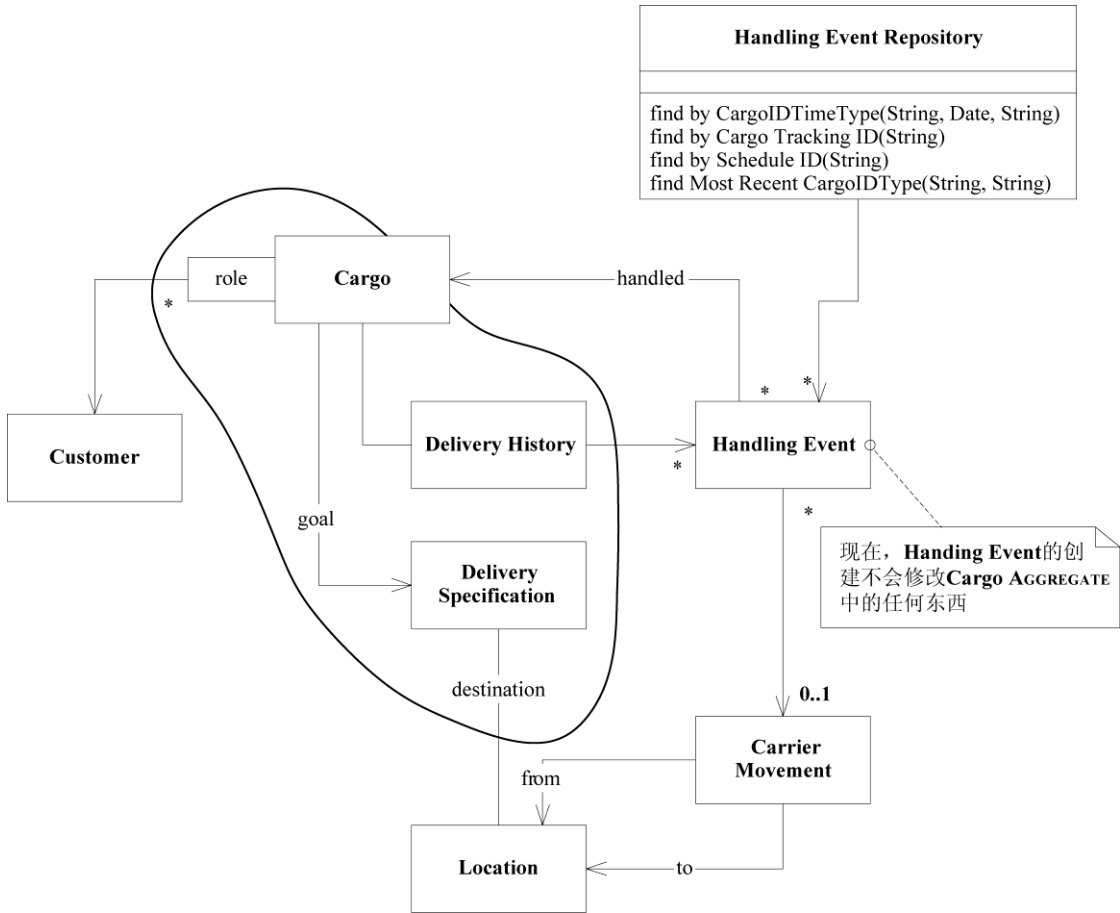 Handling Event Repository
find by CargoIDTimeType(String, Date, String)
find by Cargo Tracking ID(String)
find by Schedule ID(String)
find Most Recent CargoIDType(String, String)
role
Cargo
handled
*
*
*
Customer
Delivery History
*
Handling Event
*
goal
现在，Handing Event的创
建不会修改Cargo AGGREGATE
中的任何东西
Delivery
Specification
destination
0..1
Carrier
Movement
from
Location
to